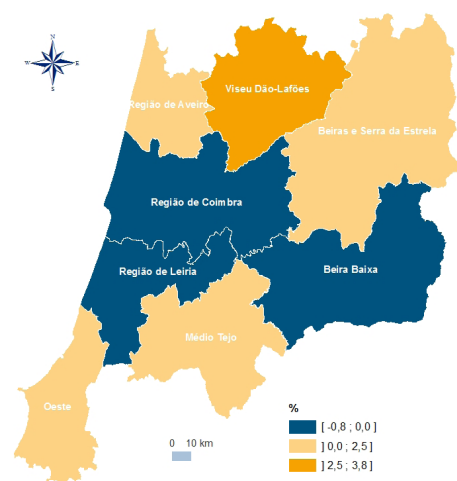 N
W E
S
Viseu Dão-Lafões
Região de Aveiro
Beiras e Serra da Estrela
Região de Coimbra
Região de Leiria
Beira Baixa
Médio Tejo
Oeste
%
[ -0,8 ; 0,0 ]
] 0,0 ; 2,5 ]
] 2,5 ; 3,8 ]
0 10 km